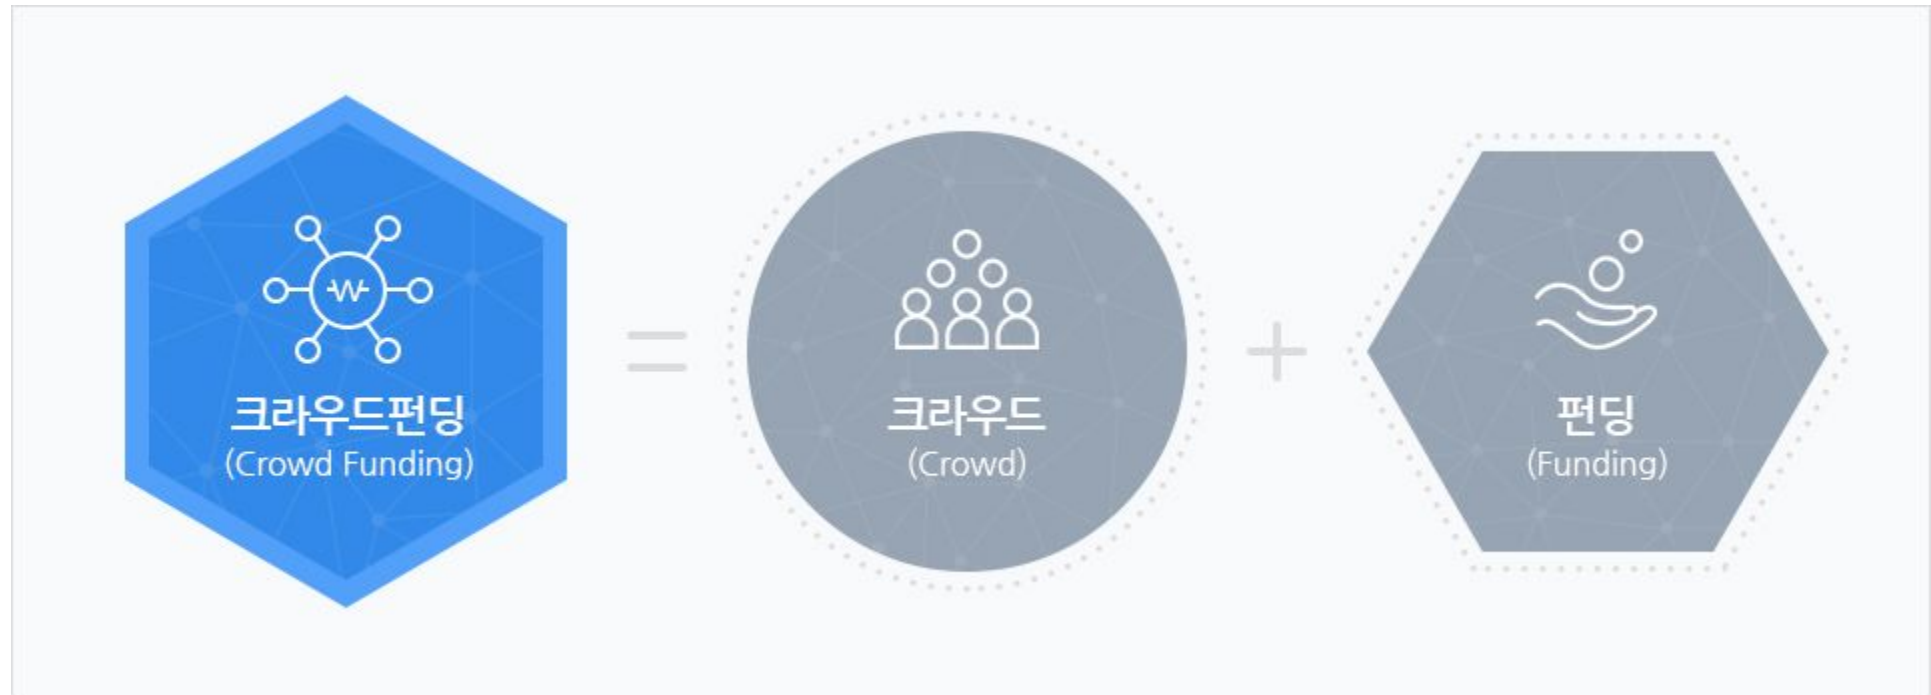 ₩
크라우드펀딩
(Crowd Funding)
=
크라우드
(Crowd)
+
펀딩
(Funding)